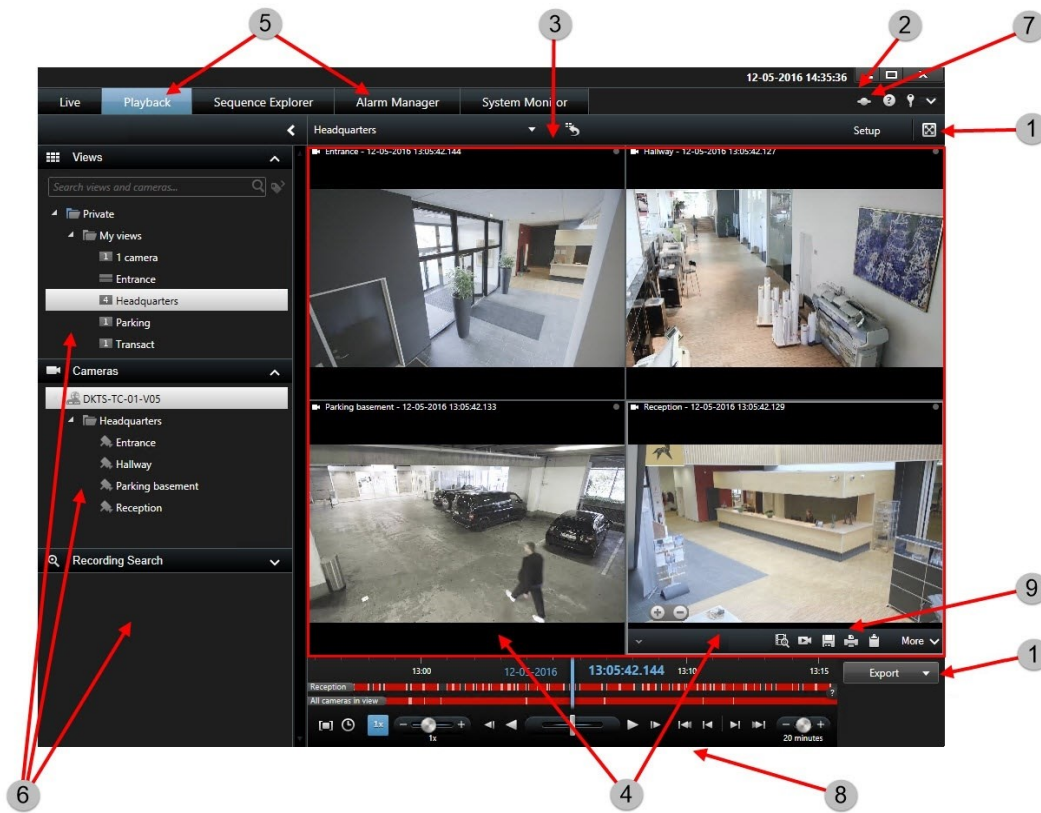 5
3
2
7
12-05-2016 14:35:36
Live
Playback
Sequence Explorer
Alarm Manager
System Monitor
Headquarters
Setup
1
Views
Search views and cameras...
Private
My views
1 1 camera
Entrance
4 Headquarters
1 Parking
1 Transact
Cameras
DKTS-TC-01-V05
Headquarters
Entrance
Hallway
Parking basement
Reception
Recording Search
Entrance - 12-05-2016 13:05:42.144
Hallway - 12-05-2016 13:05:42.127
Parking basement - 12-05-2016 13:05:42.133
Reception - 12-05-2016 13:05:42.129
9
More
13:00
12-05-2016
13:05:42.144
13:10
13:15
Export
1
Reception
?
All cameras in view
1x
1x
20 minutes
6
4
8